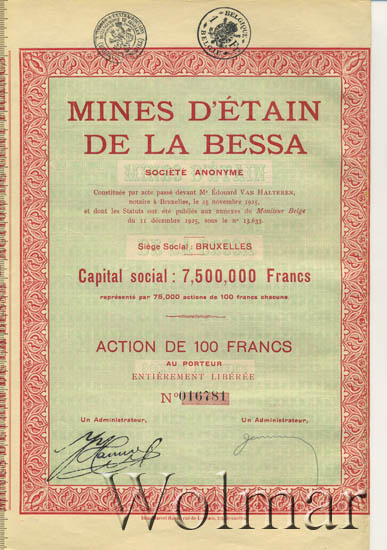 BELGIQUE
MINES D'ÉTAIN
DE LA BESSA
SOCIÉTÉ ANONYME
Constituée par acte passé devant Me Édouard VAN HALTEREN,
notaire à Bruxelles, le 25 novembre 1925,
et dont les Statuts ont été publiés aux annexes du Moniteur Belge
du 11 décembre 1925, sous le no 13.633.
Siège Social : BRUXELLES
Capital social : 7,500,000 Francs
représenté par 75,000 actions de 100 francs chacune.
ACTION DE 100 FRANCS
AU PORTEUR
ENTIÈREMENT LIBÉRÉE
No 016781
Un Administrateur, Un Administrateur,
Wolmar